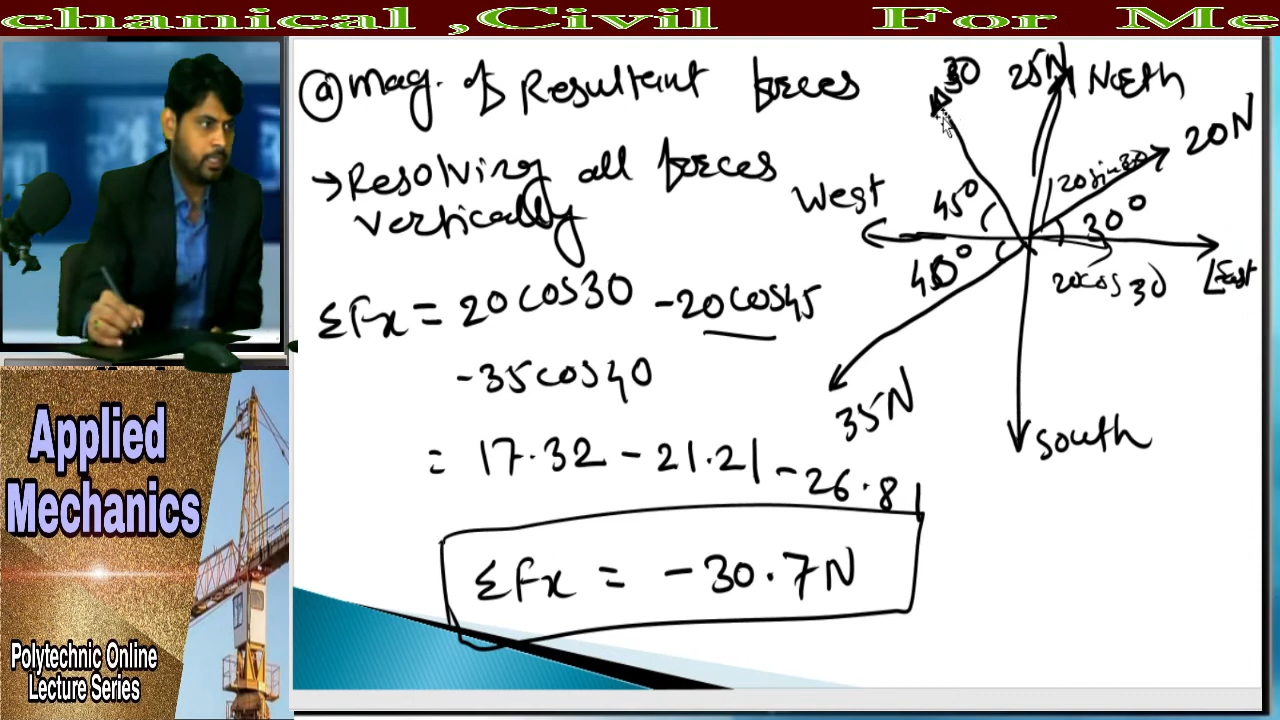 chanical ,Civil For Me
(a) Mag. of Resultant forces
→ Resolving all forces
vertically
ΣFx = 20cos30 - 20cos45
- 35cos40
= 17.32 - 21.21 - 26.81
ΣFx = -30.7N
30
25N
North
20N
20sin30
West
45°
30°
40°
20cos30
East
35N
south
Applied
Mechanics
Polytechnic Online
Lecture Series